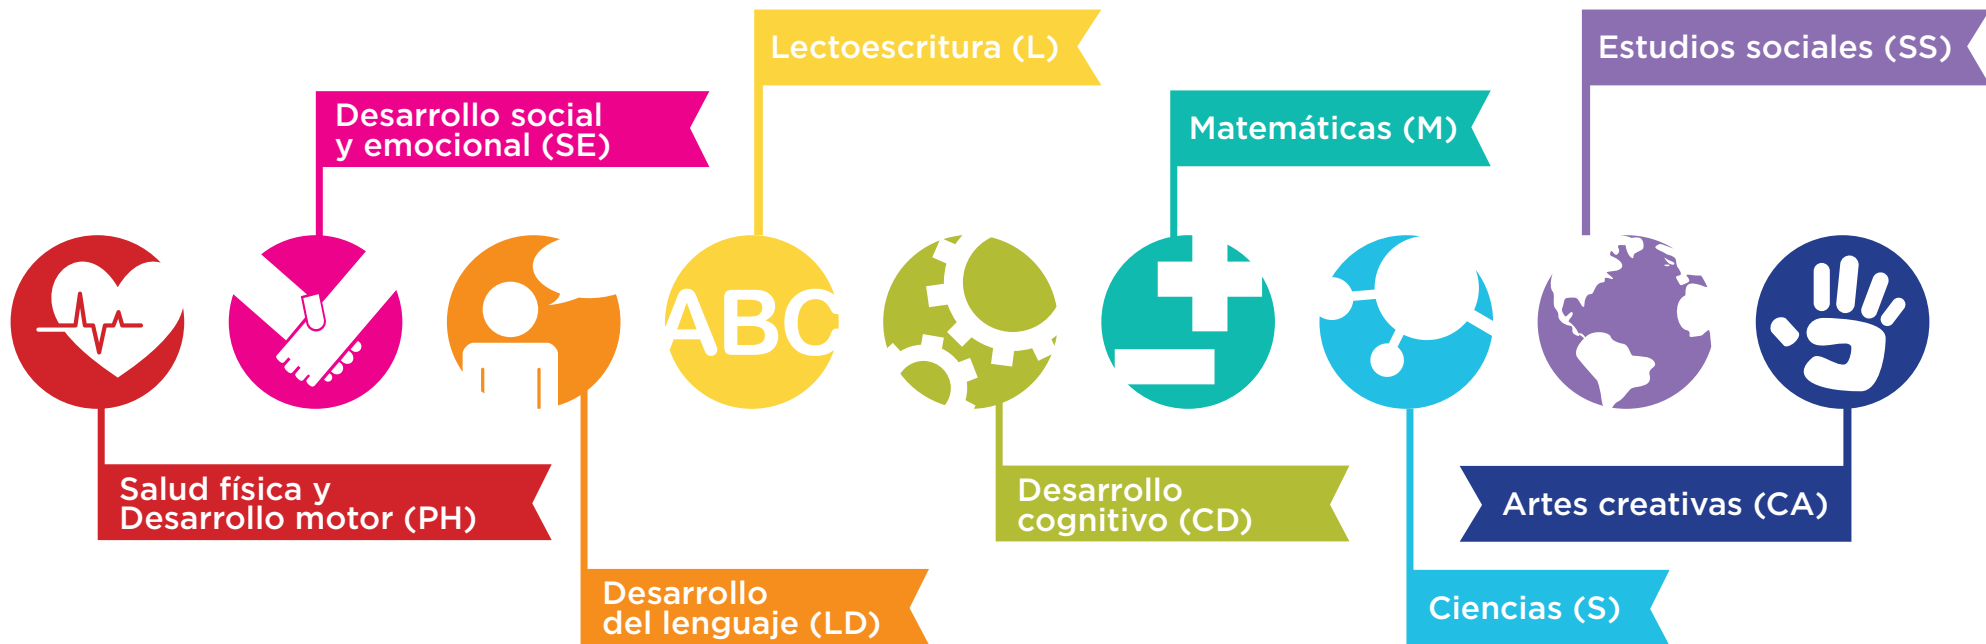 Lectoescritura (L)
Estudios sociales (SS)
Desarrollo social
y emocional (SE)
Matemáticas (M)
ABC
Salud física y
Desarrollo motor (PH)
Desarrollo
cognitivo (CD)
Artes creativas (CA)
Desarrollo
del lenguaje (LD)
Ciencias (S)